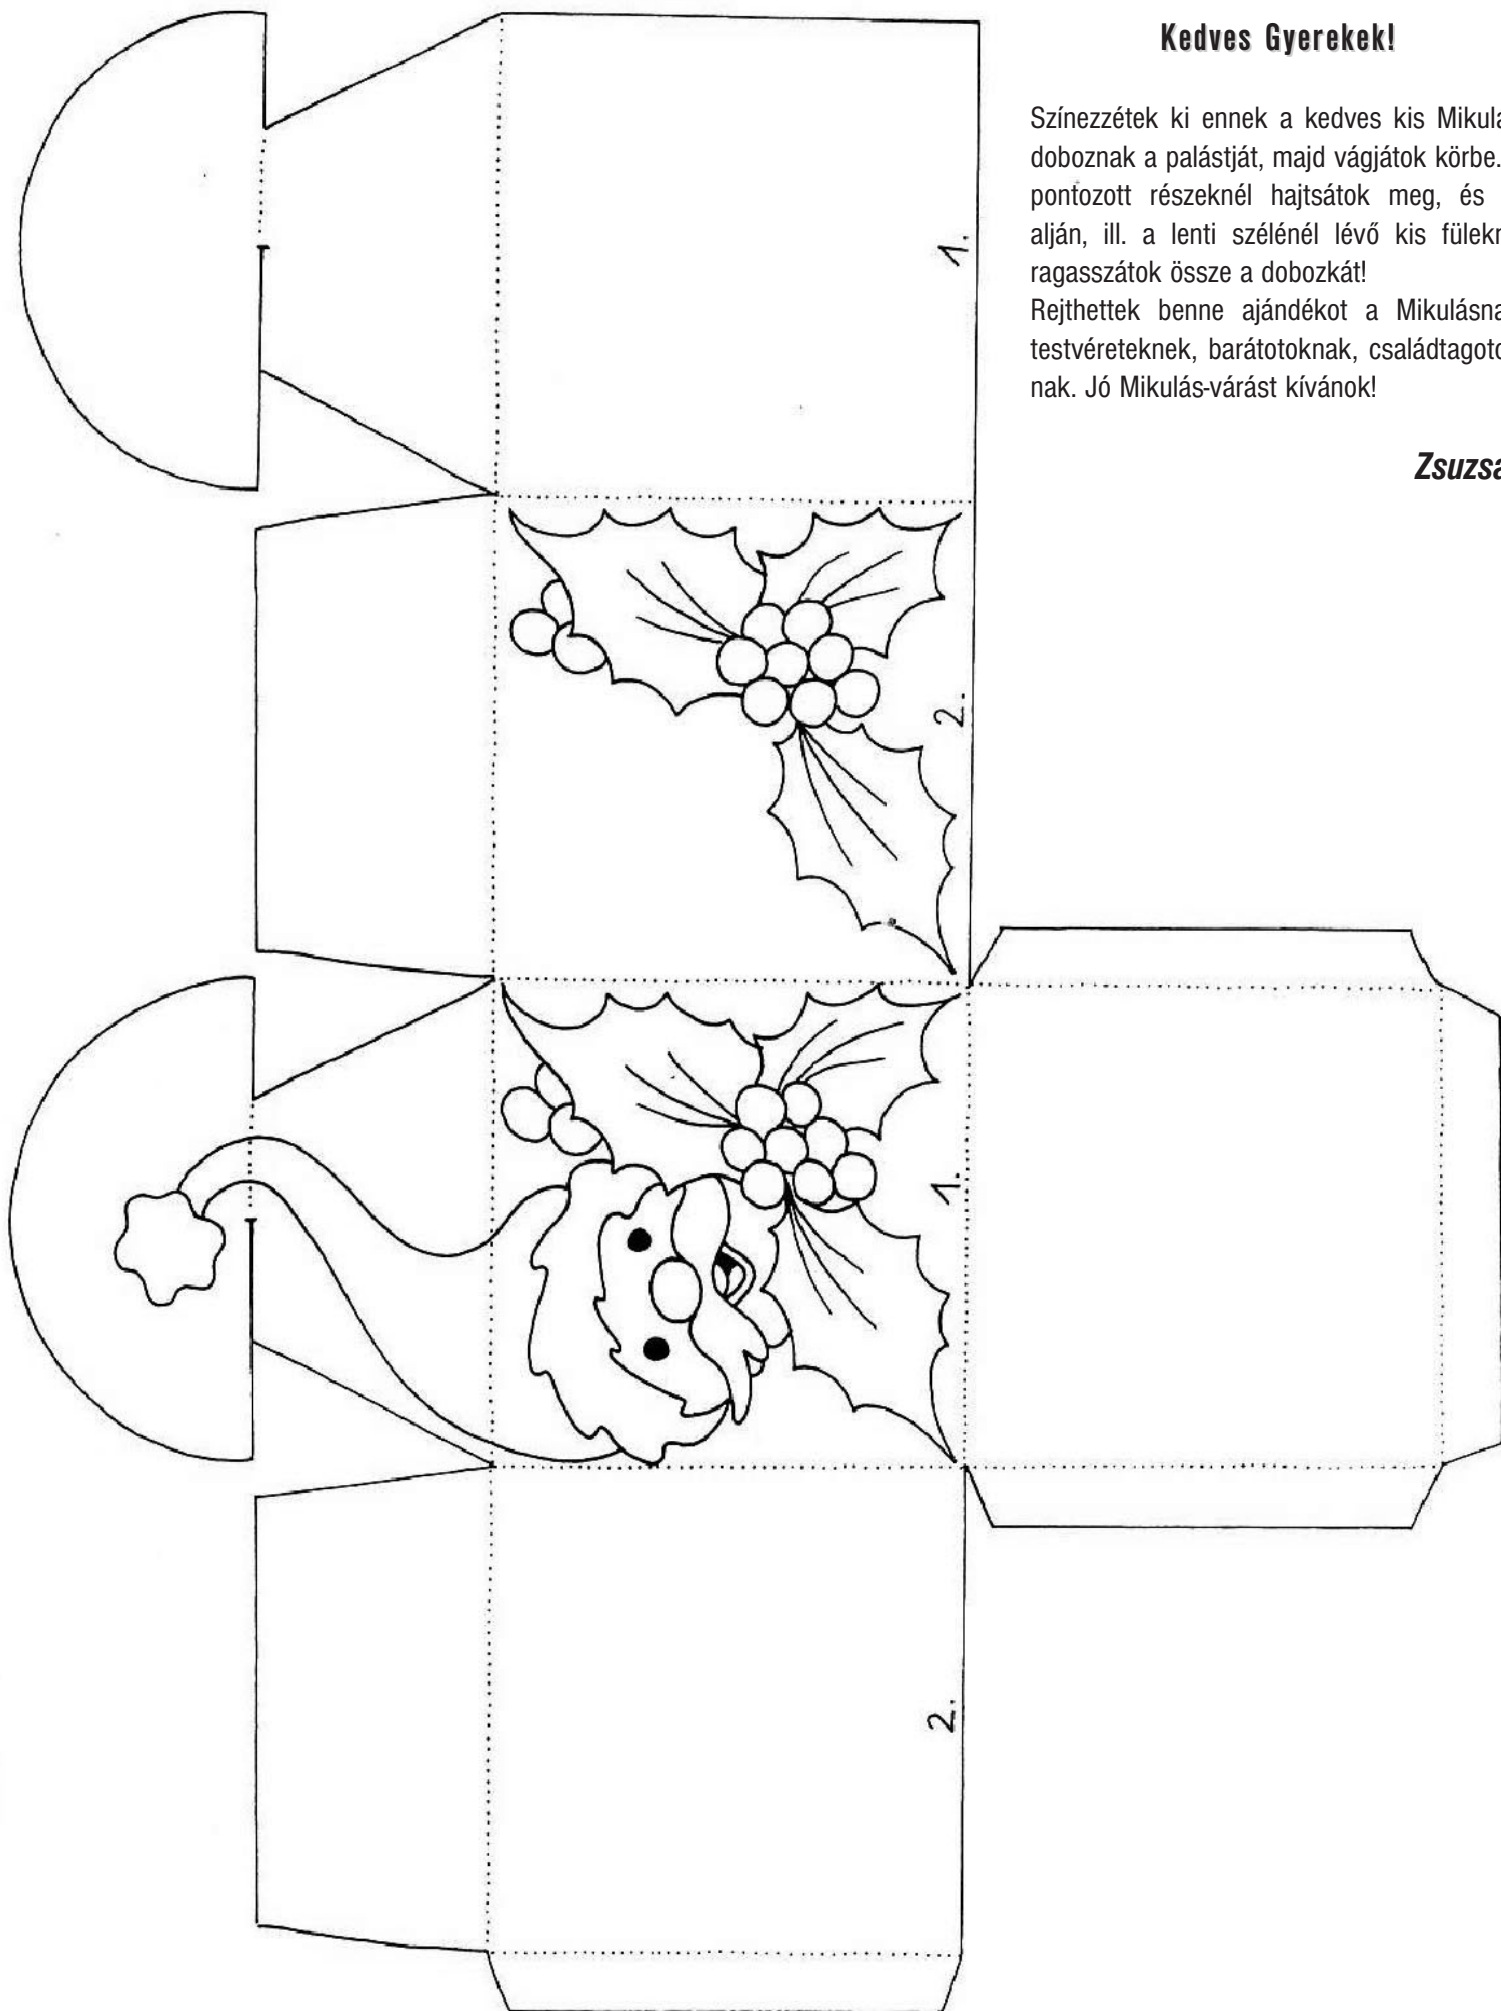 Kedves Gyerekek!
Színezzétek ki ennek a kedves kis Mikulá
doboznak a palástját, majd vágjátok körbe.
pontozott részeknél hajtsátok meg, és
alján, ill. a lenti szélénél lévő kis fülekn
ragasszátok össze a dobozkát!
Rejthettek benne ajándékot a Mikulásna
testvéreteknek, barátotoknak, családtagoto
nak. Jó Mikulás-várást kívánok!
Zsuzsa
1.
2.
1.
2.